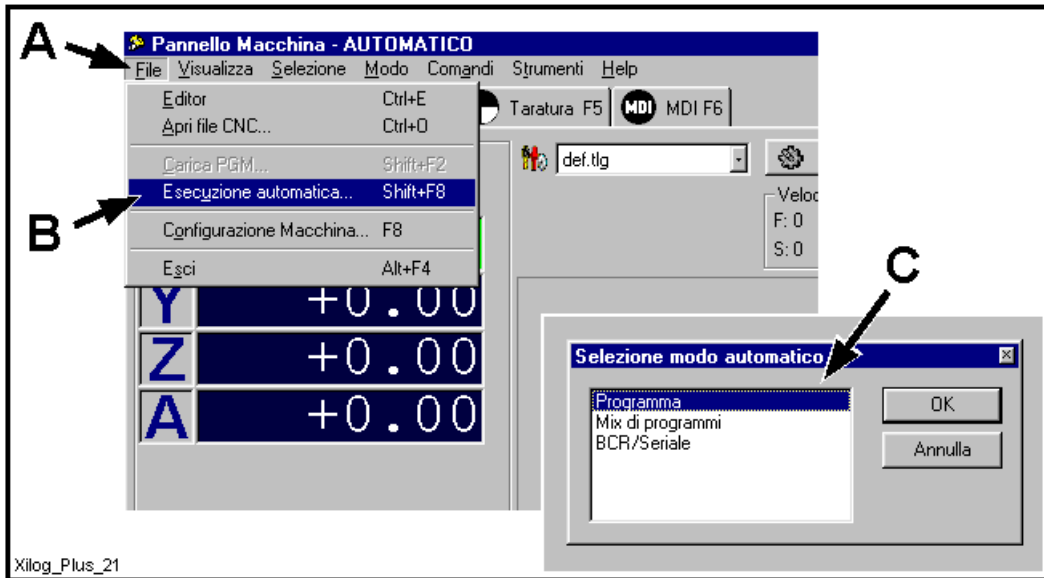 A
Pannello Macchina - AUTOMATICO
File Visualizza Selezione Modo Comandi Strumenti Help
Editor Ctrl+E
Apri file CNC... Ctrl+O
Carica PGM... Shift+F2
Esecuzione automatica... Shift+F8
Configurazione Macchina... F8
Esci Alt+F4
Taratura F5
MDI MDI F6
def.tlg
Veloc
F: 0
S: 0
B
Y +0.00
Z +0.00
A +0.00
C
Selezione modo automatico
Programma
Mix di programmi
BCR/Seriale
OK
Annulla
Xilog_Plus_21